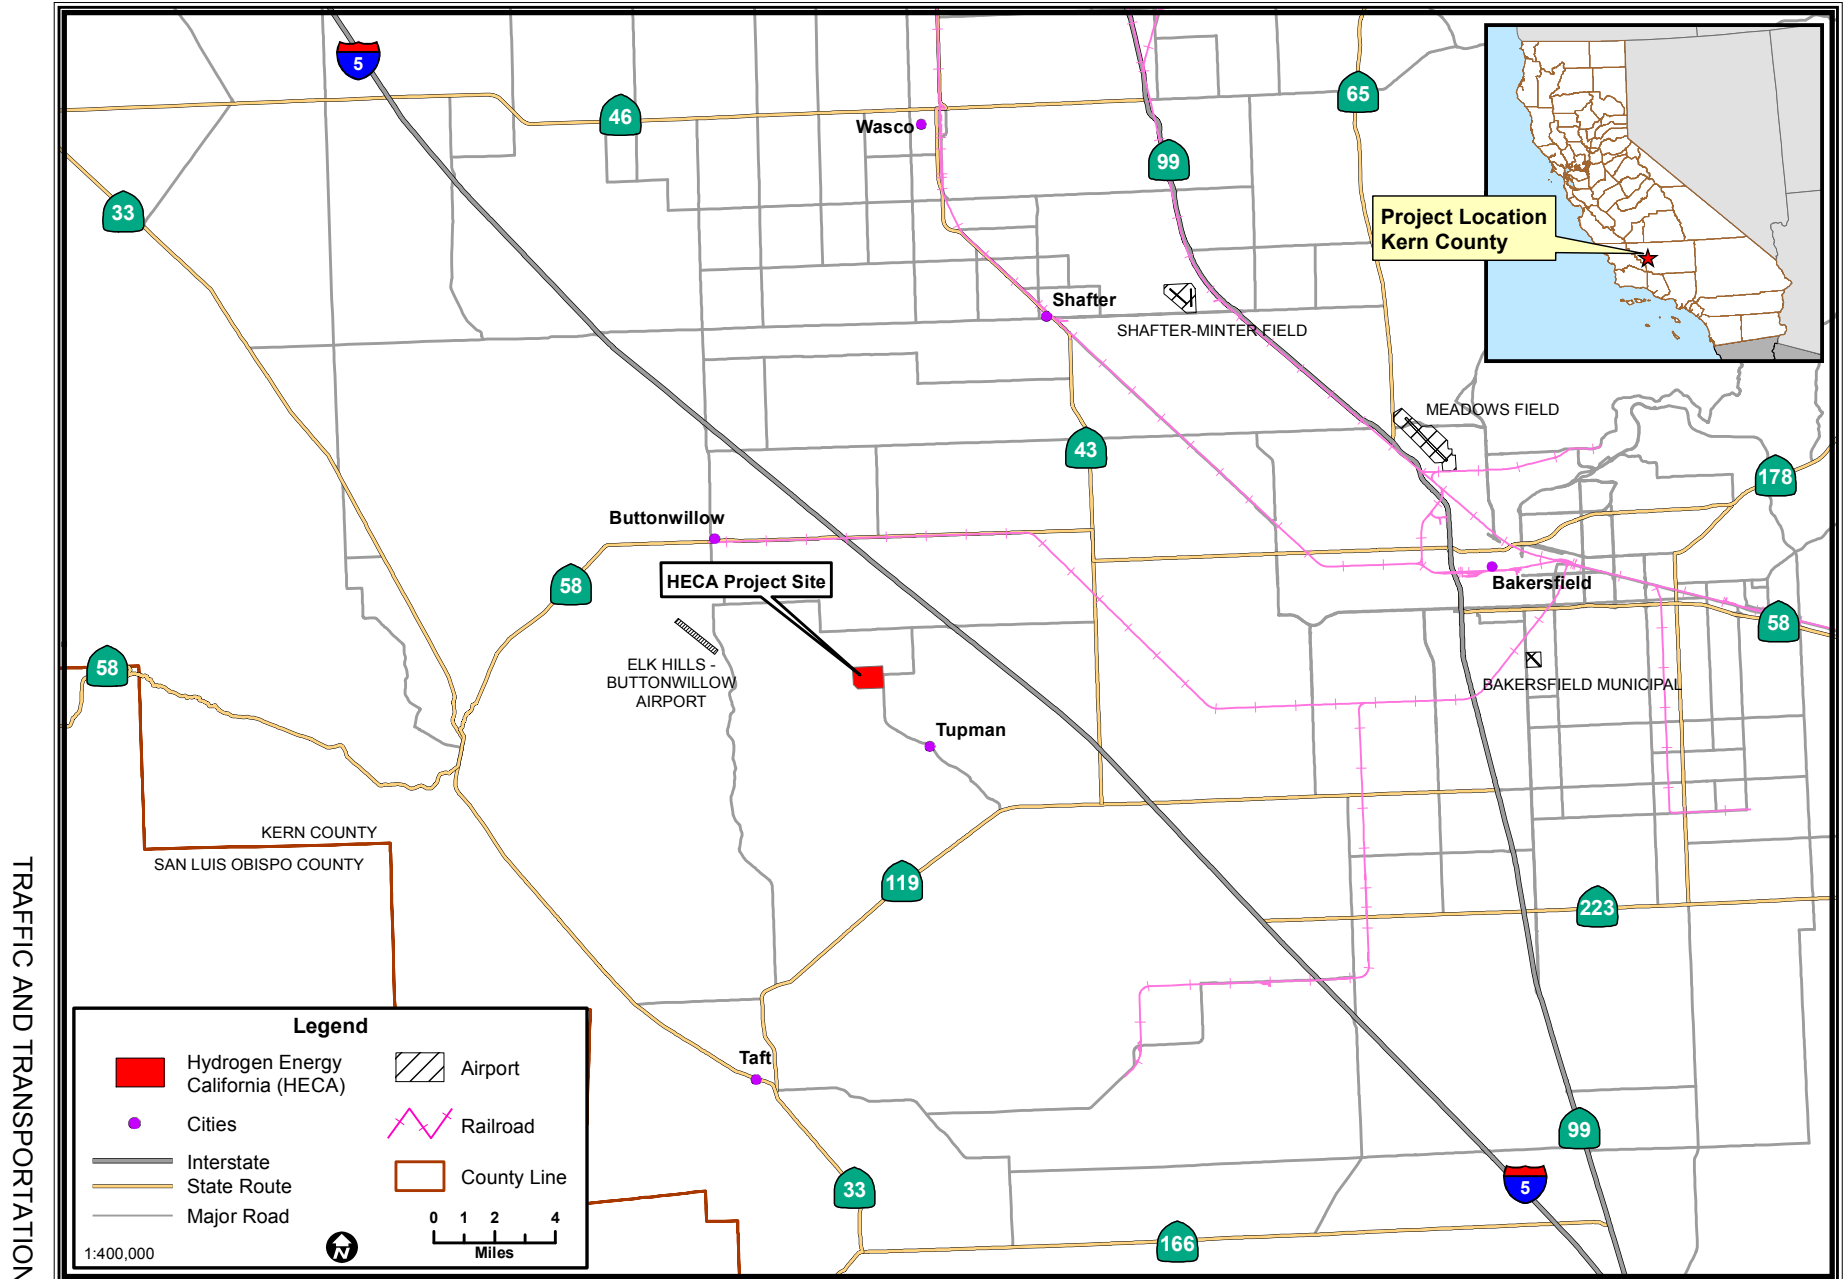 5
46
65
Wasco
99
33
Project Location
Kern County
Shafter
SHAFTER-MINTER FIELD
MEADOWS FIELD
43
178
Buttonwillow
58
HECA Project Site
Bakersfield
58
58
ELK HILLS -
BUTTONWILLOW
AIRPORT
BAKERSFIELD MUNICIPAL
Tupman
KERN COUNTY
SAN LUIS OBISPO COUNTY
119
223
Taft
99
33
5
166
Legend
Hydrogen Energy
California (HECA)
Airport
Cities
Railroad
Interstate
State Route
County Line
Major Road
0 1 2 4
Miles
N
1:400,000
TRAFFIC AND TRANSPORTATION